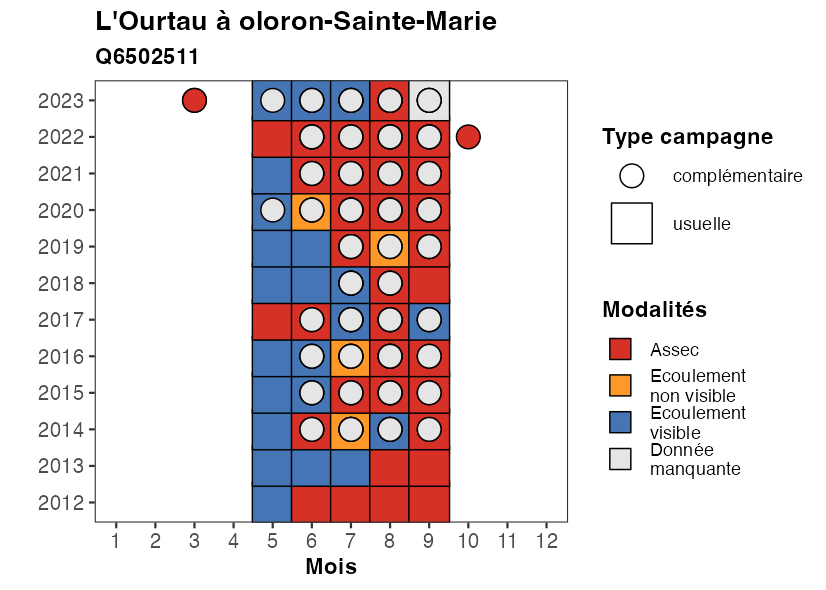 L'Ourtau à oloron-Sainte-Marie
Q6502511
2023
2022
2021
2020
2019
2018
2017
2016
2015
2014
2013
2012
1 2 3 4 5 6 7 8 9 10 11 12
Mois
Type campagne
complémentaire
usuelle
Modalités
Assec
Ecoulement
non visible
Ecoulement
visible
Donnée
manquante